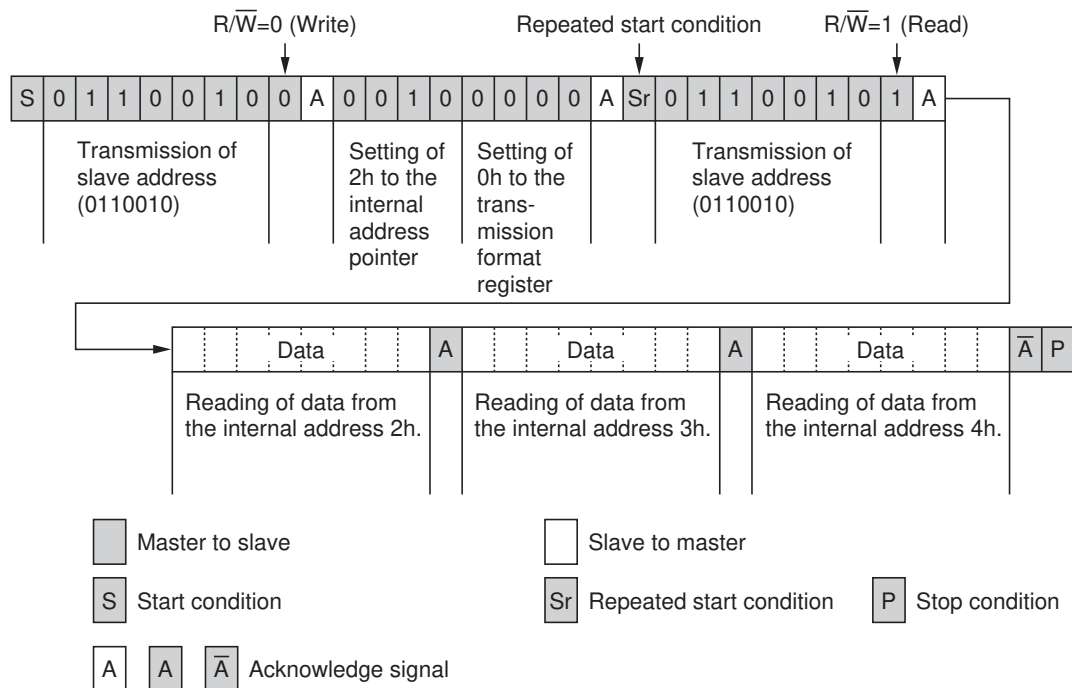 R/W̅=0 (Write) Repeated start condition R/W̅=1 (Read)
S 0 1 1 0 0 1 0 0 A 0 0 1 0 0 0 0 0 A Sr 0 1 1 0 0 1 0 1 A
Transmission of
slave address
(0110010)
Setting of
2h to the
internal
address
pointer
Setting of
0h to the
trans-
mission
format
register
Transmission of
slave address
(0110010)
Data A Data A Data A̅ P
Reading of data from
the internal address 2h.
Reading of data from
the internal address 3h.
Reading of data from
the internal address 4h.
Master to slave
Slave to master
S Start condition
Sr Repeated start condition
P Stop condition
A A A̅ Acknowledge signal